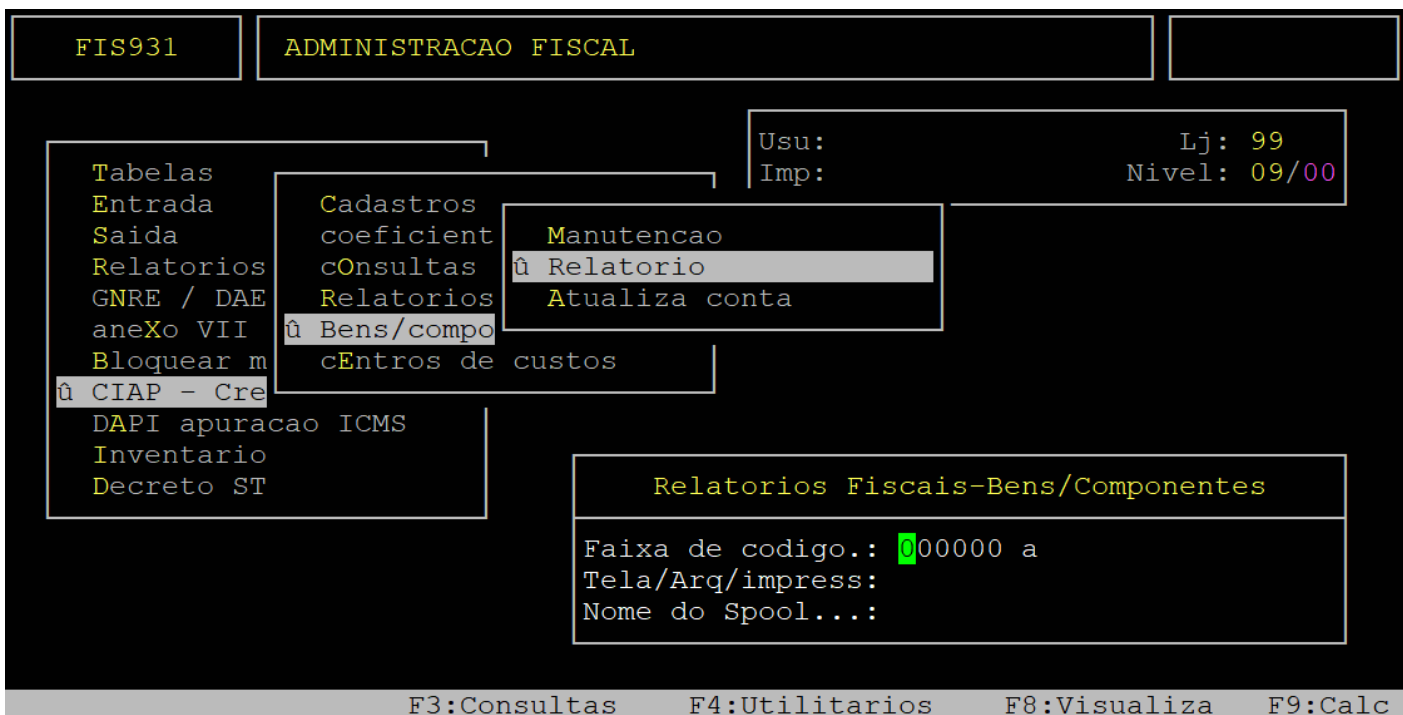 FIS931 ADMINISTRACAO FISCAL
Usu: Lj: 99
Imp: Nivel: 09/00
Tabelas
Entrada
Saida
Relatorios
GNRE / DAE
aneXo VII
Bloquear m
û CIAP - Cre
DAPI apuracao ICMS
Inventario
Decreto ST
Cadastros
coeficient
cOnsultas
Relatorios
û Bens/compo
cEntros de custos
Manutencao
û Relatorio
Atualiza conta
Relatorios Fiscais-Bens/Componentes
Faixa de codigo.: 000000 a
Tela/Arq/impress:
Nome do Spool...:
F3:Consultas F4:Utilitarios F8:Visualiza F9:Calc